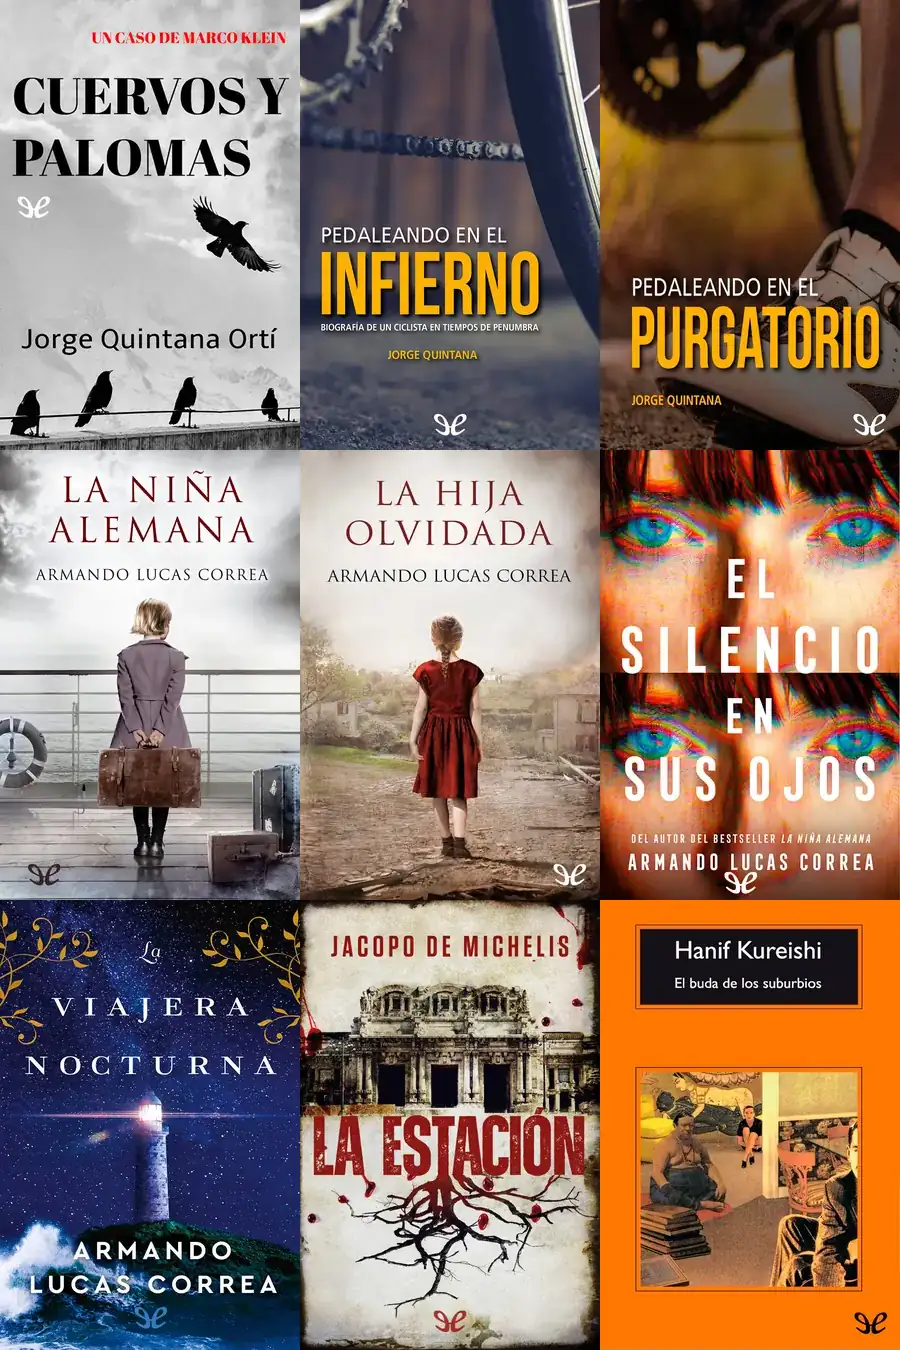 UN CASO DE MARCO KLEIN
CUERVOS Y
PALOMAS
Jorge Quintana Ortí
PEDALEANDO EN EL
INFIERNO
BIOGRAFÍA DE UN CICLISTA EN TIEMPOS DE PENUMBRA
JORGE QUINTANA
PEDALEANDO EN EL
PURGATORIO
JORGE QUINTANA
LA NIÑA
ALEMANA
ARMANDO LUCAS CORREA
LA HIJA
OLVIDADA
ARMANDO LUCAS CORREA
EL
SILENCIO
EN
SUS OJOS
DEL AUTOR DEL BESTSELLER LA NIÑA ALEMANA
ARMANDO LUCAS CORREA
La
VIAJERA
NOCTURNA
ARMANDO
LUCAS CORREA
JACOPO DE MICHELIS
LA ESTACIÓN
Hanif Kureishi
El buda de los suburbios